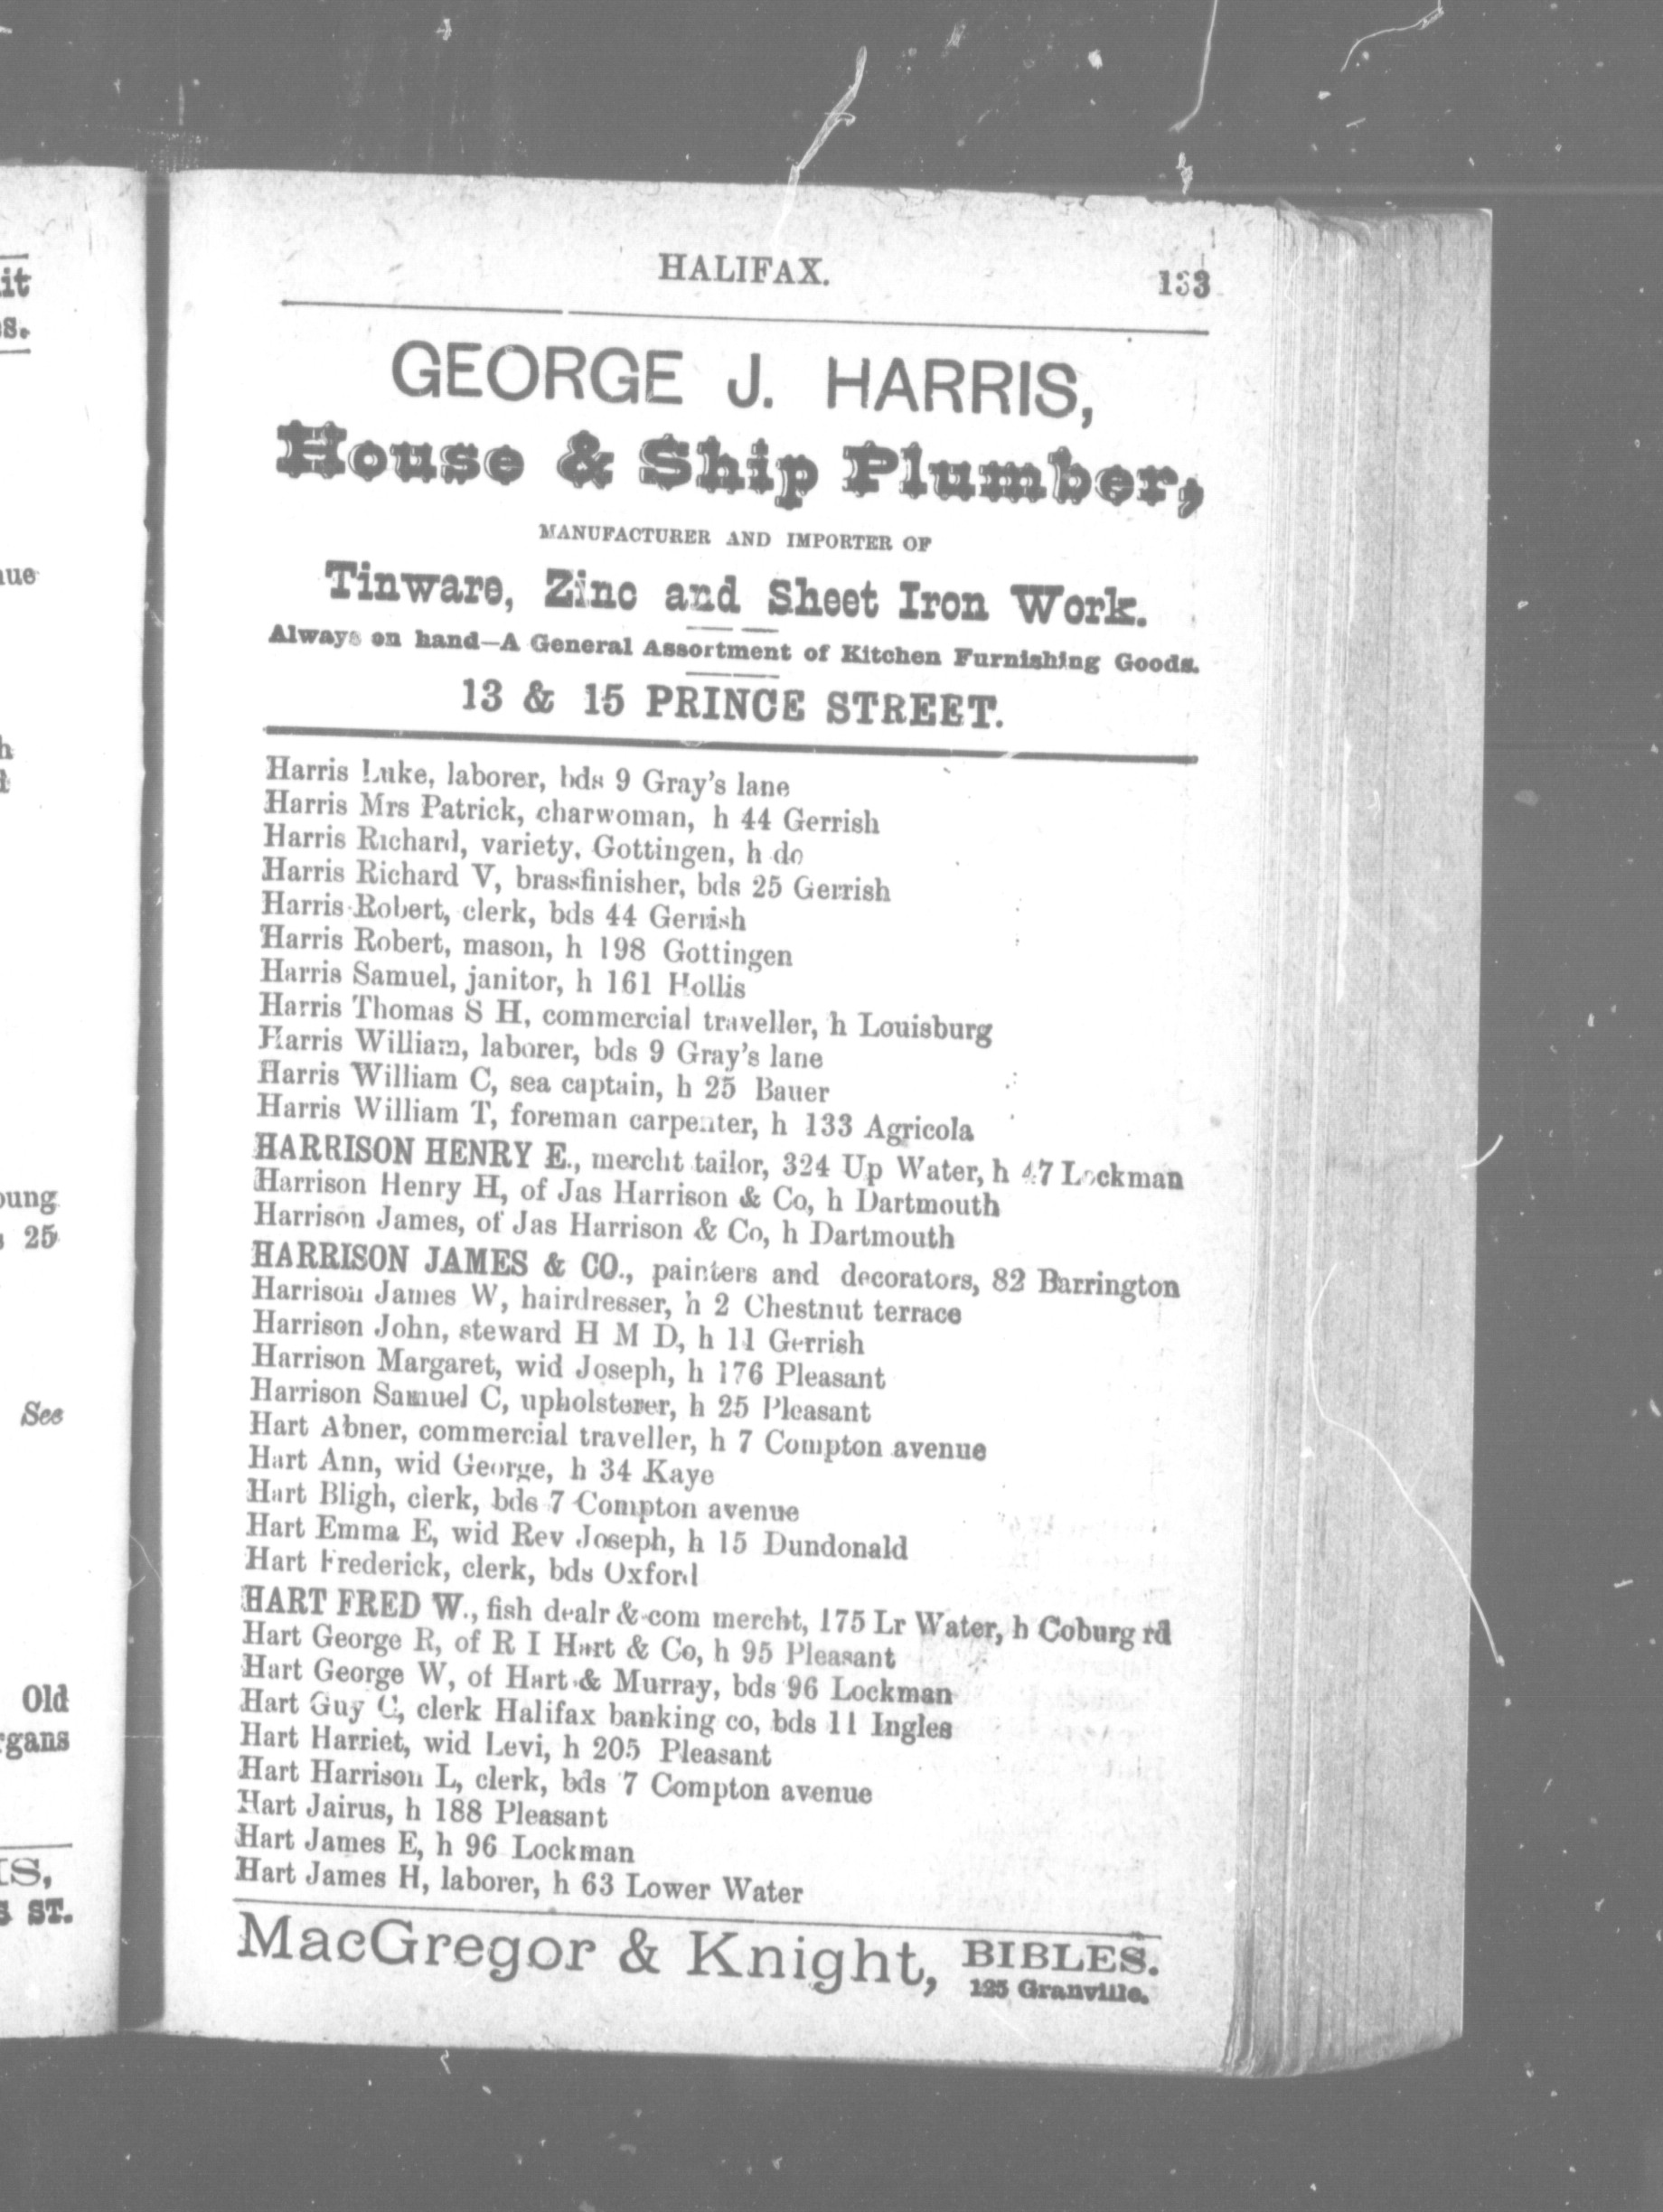 it
s.
ue
h
d
oung
s 25
See
Old
rgans
IS,
S ST.
HALIFAX. 133
GEORGE J. HARRIS,
House & Ship Plumber,
MANUFACTURER AND IMPORTER OF
Tinware, Zinc and Sheet Iron Work.
Always on hand—A General Assortment of Kitchen Furnishing Goods.
13 & 15 PRINCE STREET.
Harris Luke, laborer, bds 9 Gray's lane
Harris Mrs Patrick, charwoman, h 44 Gerrish
Harris Richard, variety, Gottingen, h do
Harris Richard V, brassfinisher, bds 25 Gerrish
Harris Robert, clerk, bds 44 Gerrish
Harris Robert, mason, h 198 Gottingen
Harris Samuel, janitor, h 161 Hollis
Harris Thomas S H, commercial traveller, h Louisburg
Harris William, laborer, bds 9 Gray's lane
Harris William C, sea captain, h 25 Bauer
Harris William T, foreman carpenter, h 133 Agricola
HARRISON HENRY E., mercht tailor, 324 Up Water, h 47 Lockman
Harrison Henry H, of Jas Harrison & Co, h Dartmouth
Harrison James, of Jas Harrison & Co, h Dartmouth
HARRISON JAMES & CO., painters and decorators, 82 Barrington
Harrison James W, hairdresser, h 2 Chestnut terrace
Harrison John, steward H M D, h 11 Gerrish
Harrison Margaret, wid Joseph, h 176 Pleasant
Harrison Samuel C, upholsterer, h 25 Pleasant
Hart Abner, commercial traveller, h 7 Compton avenue
Hart Ann, wid George, h 34 Kaye
Hart Bligh, clerk, bds 7 Compton avenue
Hart Emma E, wid Rev Joseph, h 15 Dundonald
Hart Frederick, clerk, bds Oxford
HART FRED W., fish dealr & com mercht, 175 Lr Water, h Coburg rd
Hart George R, of R I Hart & Co, h 95 Pleasant
Hart George W, of Hart & Murray, bds 96 Lockman
Hart Guy C, clerk Halifax banking co, bds 11 Ingles
Hart Harriet, wid Levi, h 205 Pleasant
Hart Harrison L, clerk, bds 7 Compton avenue
Hart Jairus, h 188 Pleasant
Hart James E, h 96 Lockman
Hart James H, laborer, h 63 Lower Water
MacGregor & Knight, BIBLES.
125 Granville.